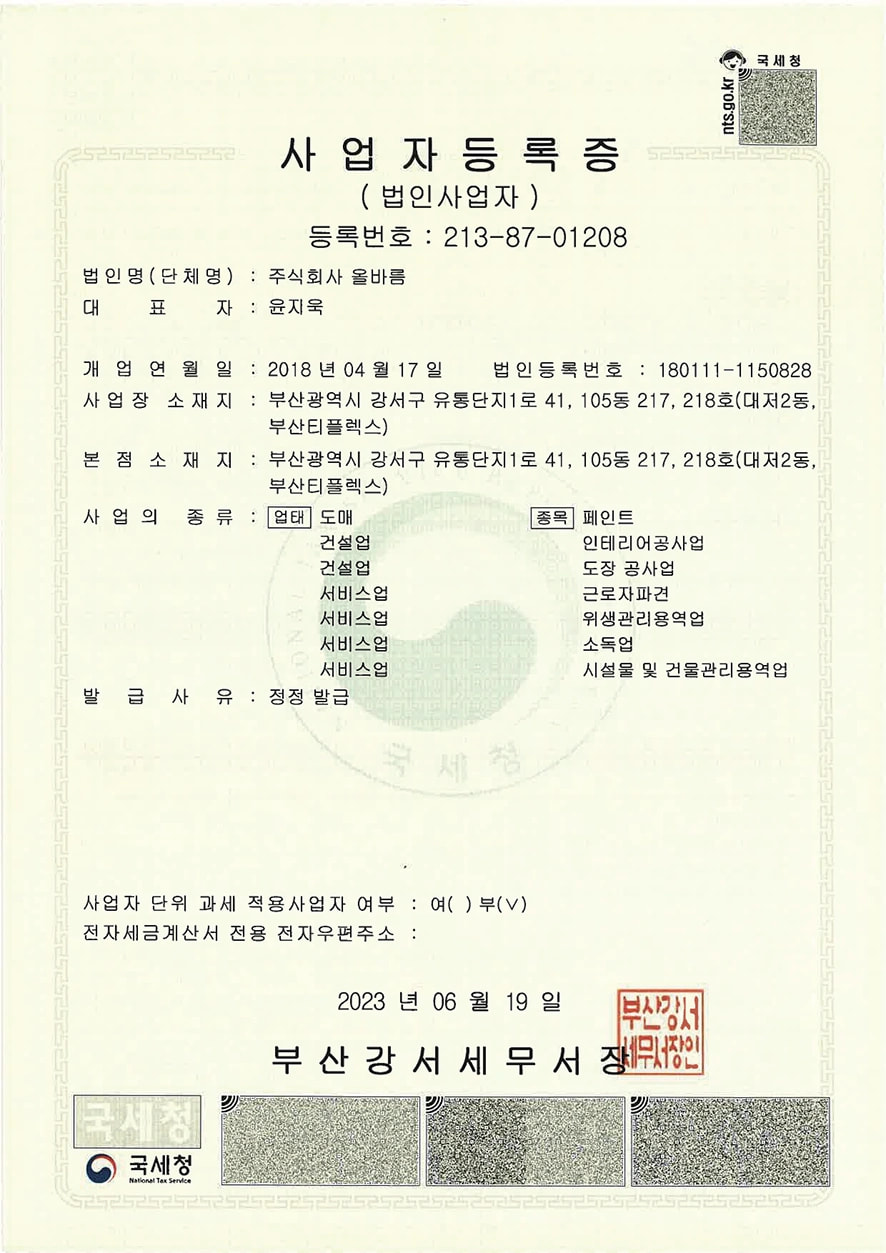 국세청
nts.go.kr
사업자등록증
( 법인사업자 )
등록번호 : 213-87-01208
법인명(단체명) : 주식회사 올바름
대 표 자 : 윤지욱
개업연월일 : 2018 년 04 월 17 일 법인등록번호 : 180111-1150828
사업장 소재지 : 부산광역시 강서구 유통단지1로 41, 105동 217, 218호(대저2동,
부산티플렉스)
본점소재지 : 부산광역시 강서구 유통단지1로 41, 105동 217, 218호(대저2동,
부산티플렉스)
사업의 종류 : 업태 도매 종목 페인트
건설업 인테리어공사업
건설업 도장 공사업
서비스업 근로자파견
서비스업 위생관리용역업
서비스업 소독업
서비스업 시설물 및 건물관리용역업
발급사유 : 정정 발급
국세청
사업자 단위 과세 적용사업자 여부 : 여( ) 부(∨)
전자세금계산서 전용 전자우편주소 :
2023 년 06 월 19 일
부산강서세무서장
부산강서
세무서장인
국세청
국세청
National Tax Service